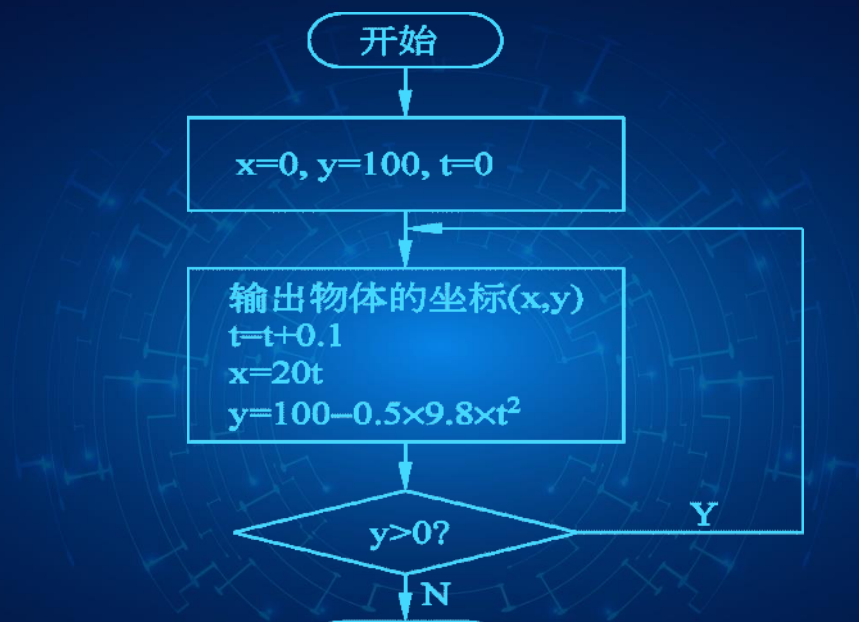 开始
x=0, y=100, t=0
输出物体的坐标(x,y)
t=t+0.1
x=20t
y=100–0.5×9.8×t²
y>0?
Y
N